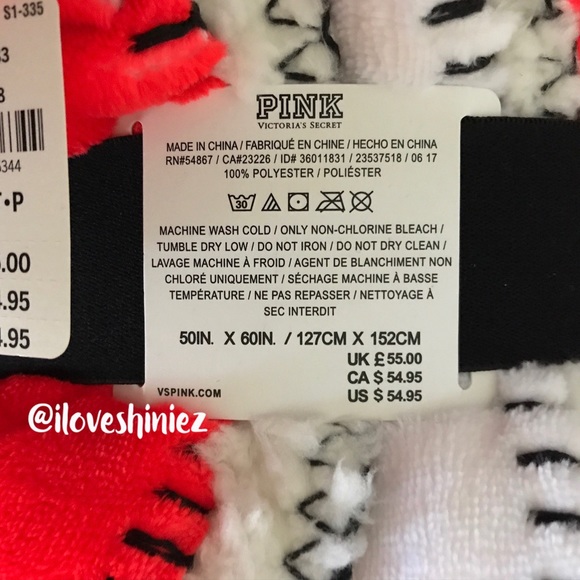 S1-335
3
3
344
•P
.00
.95
.95
PINK
VICTORIA'S SECRET
MADE IN CHINA / FABRIQUÉ EN CHINE / HECHO EN CHINA
RN#54867 / CA#23226 / ID# 36011831 / 23537518 / 06 17
100% POLYESTER / POLIÉSTER
30
MACHINE WASH COLD / ONLY NON-CHLORINE BLEACH /
TUMBLE DRY LOW / DO NOT IRON / DO NOT DRY CLEAN /
LAVAGE MACHINE À FROID / AGENT DE BLANCHIMENT NON
CHLORÉ UNIQUEMENT / SÉCHAGE MACHINE À BASSE
TEMPÉRATURE / NE PAS REPASSER / NETTOYAGE À
SEC INTERDIT
50IN. X 60IN. / 127CM X 152CM
UK £55.00
CA $ 54.95
US $ 54.95
VSPINK.COM
@iloveshiniez